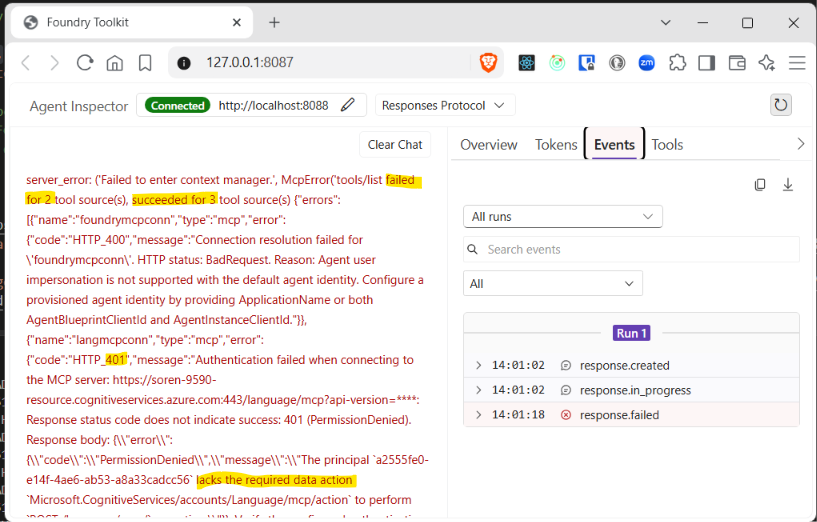 Foundry Toolkit
127.0.0.1:8087
zm
Agent Inspector
Connected
http://localhost:8088
Responses Protocol
Clear Chat
server_error: ('Failed to enter context manager.', McpError('tools/list failed
for 2 tool source(s), succeeded for 3 tool source(s) {"errors":
[{"name":"foundrymcpconn","type":"mcp","error":
{"code":"HTTP_400","message":"Connection resolution failed for
\'foundrymcpconn\'. HTTP status: BadRequest. Reason: Agent user
impersonation is not supported with the default agent identity. Configure a
provisioned agent identity by providing ApplicationName or both
AgentBlueprintClientId and AgentInstanceClientId."}},
{"name":"langmcpconn","type":"mcp","error":
{"code":"HTTP_401","message":"Authentication failed when connecting to
the MCP server: https://soren-9590-
resource.cognitiveservices.azure.com:443/language/mcp?api-version=****:
Response status code does not indicate success: 401 (PermissionDenied).
Response body: {\\"error\\":
{\\"code\\":\\"PermissionDenied\\",\\"message\\":\\"The principal `a2555fe0-
e14f-4ae6-ab53-a8a33cadcc56` lacks the required data action
`Microsoft.CognitiveServices/accounts/Language/mcp/action` to perform
Overview
Tokens
Events
Tools
All runs
Search events
All
Run 1
14:01:02 response.created
14:01:02 response.in_progress
14:01:18 response.failed